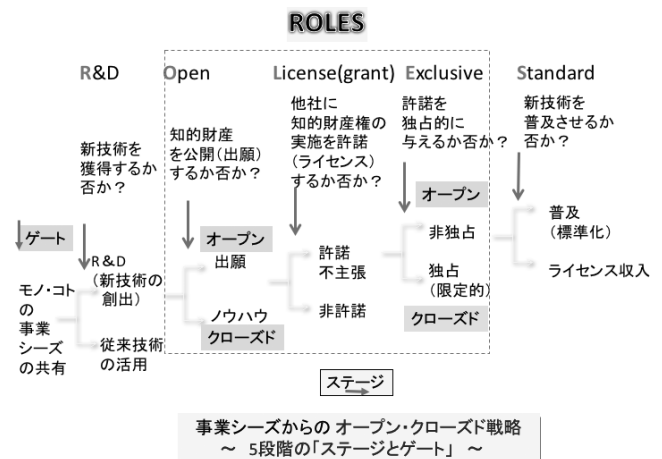 ROLES
R&D
Open
License(grant)
Exclusive
Standard
新技術を
獲得するか
否か？
知的財産
を公開(出願)
するか否か？
他社に
知的財産権の
実施を許諾
(ライセンス)
するか否か？
許諾を
独占的に
与えるか否か？
新技術を
普及させるか
否か？
ゲート
モノ・コト
の
事業
シーズ
の共有
R&D
(新技術の
創出)
従来技術
の活用
オープン
出願
ノウハウ
クローズド
許諾
不主張
非許諾
オープン
非独占
独占
(限定的)
クローズド
普及
(標準化)
ライセンス収入
ステージ
事業シーズからの オープン・クローズド戦略
～ 5段階の「ステージとゲート」 ～